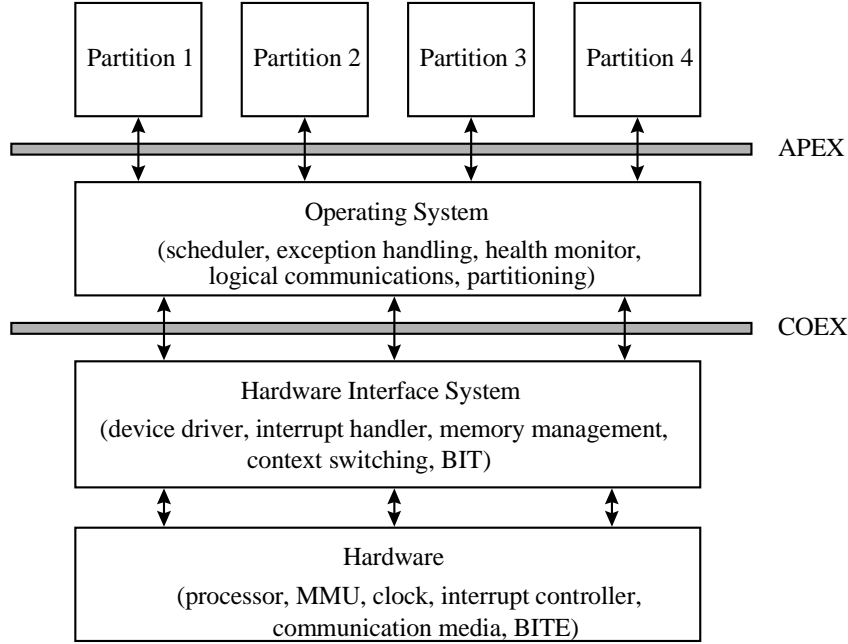 Partition 1
Partition 2
Partition 3
Partition 4
APEX
Operating System
(scheduler, exception handling, health monitor,
logical communications, partitioning)
COEX
Hardware Interface System
(device driver, interrupt handler, memory management,
context switching, BIT)
Hardware
(processor, MMU, clock, interrupt controller,
communication media, BITE)